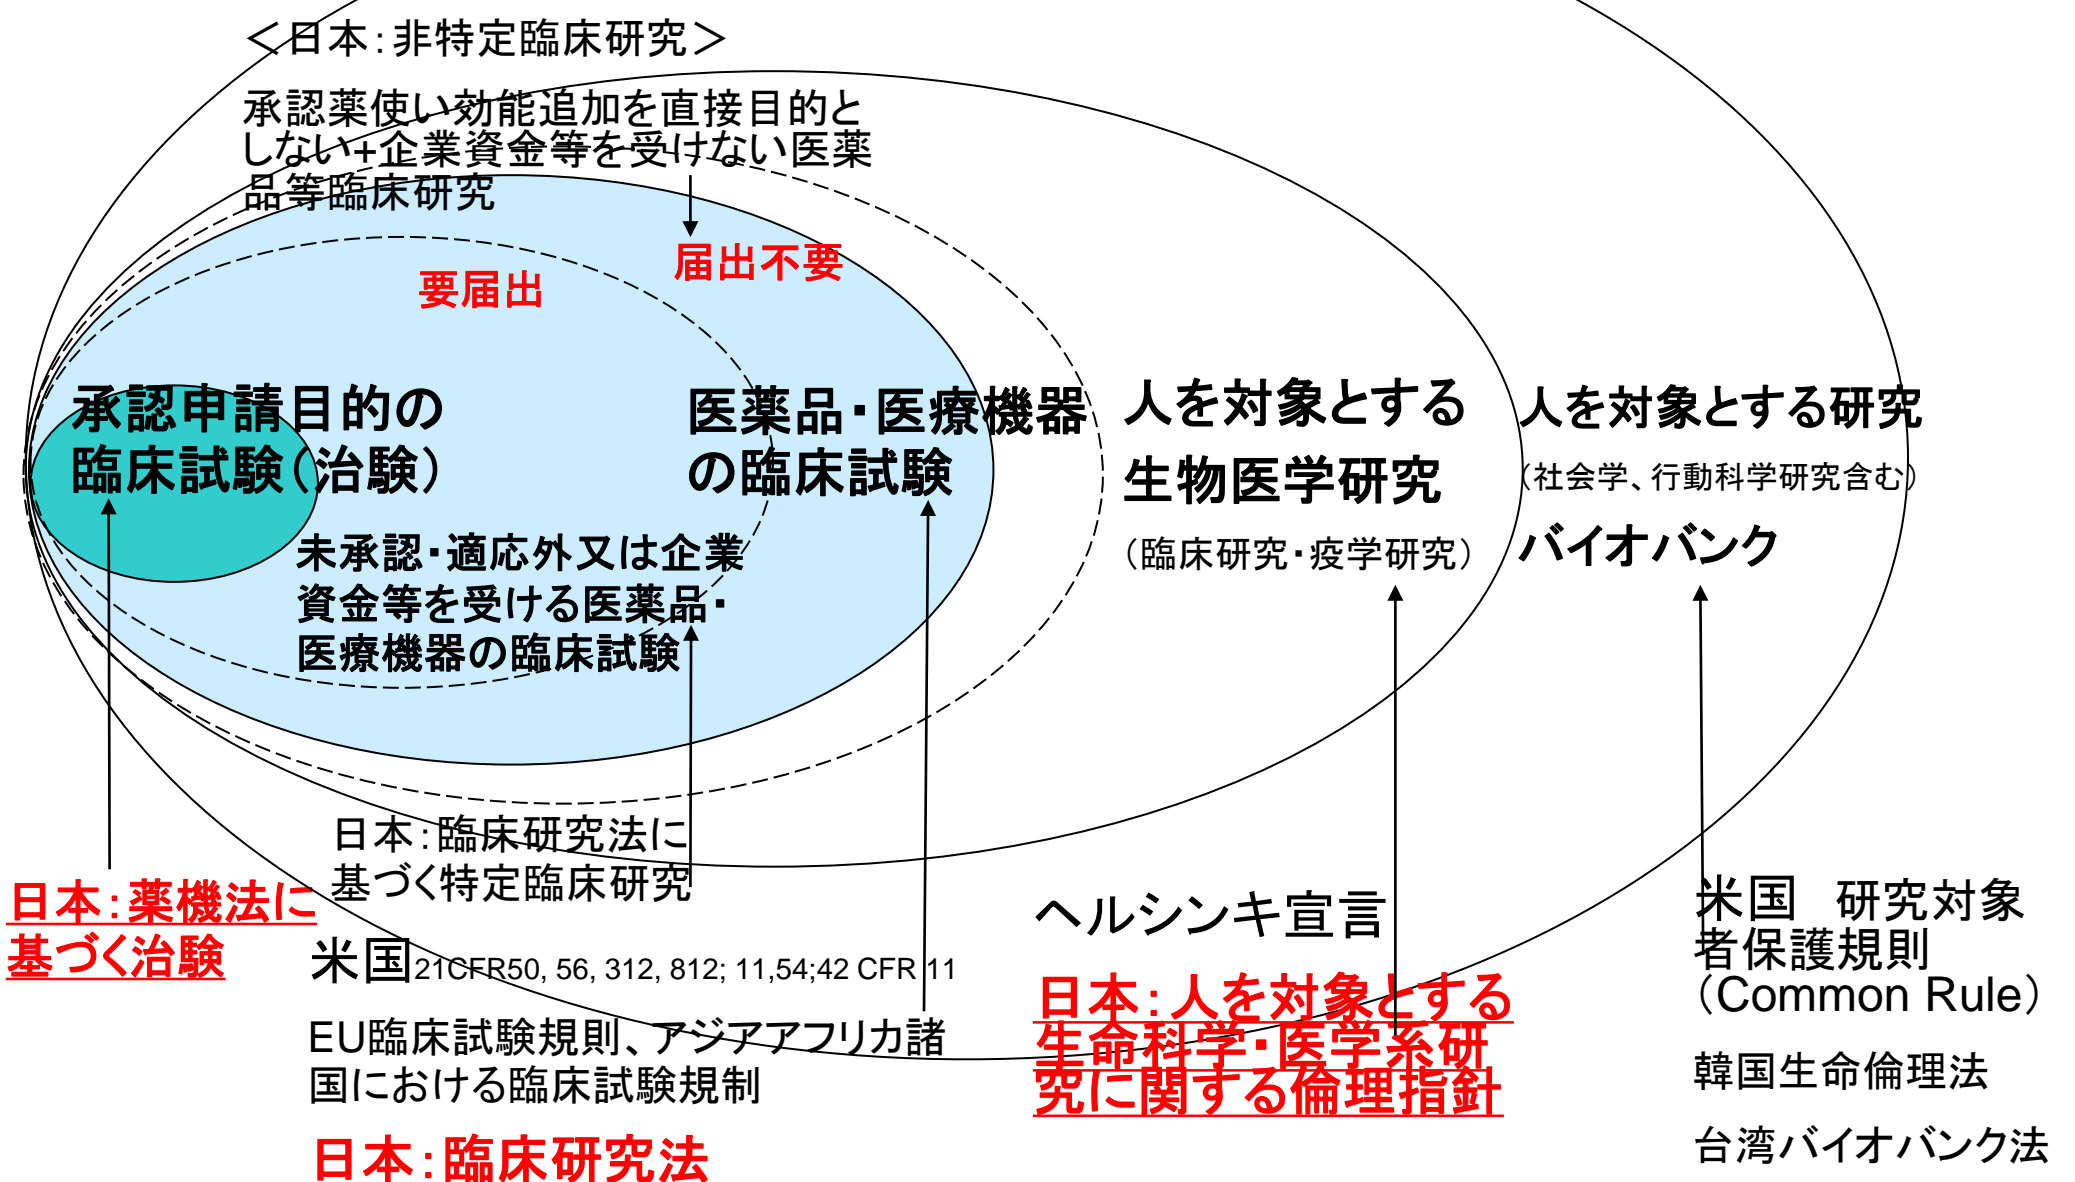 ＜日本：非特定臨床研究＞
承認薬使い効能追加を直接目的と
しない+企業資金等を受けない医薬
品等臨床研究
届出不要
要届出
承認申請目的の
臨床試験（治験）
医薬品・医療機器
の臨床試験
人を対象とする
生物医学研究
（臨床研究・疫学研究）
人を対象とする研究
（社会学、行動科学研究含む）
バイオバンク
未承認・適応外又は企業
資金等を受ける医薬品・
医療機器の臨床試験
日本：薬機法に
基づく治験
日本：臨床研究法に
基づく特定臨床研究
米国21CFR50, 56, 312, 812; 11,54;42 CFR 11
EU臨床試験規則、アジアアフリカ諸
国における臨床試験規制
日本：臨床研究法
ヘルシンキ宣言
日本：人を対象とする
生命科学・医学系研
究に関する倫理指針
米国　研究対象
者保護規則
（Common Rule）
韓国生命倫理法
台湾バイオバンク法